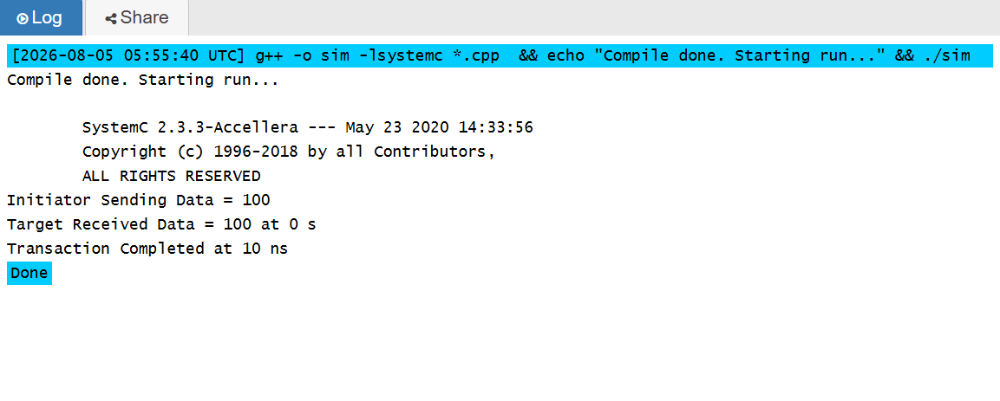 Log
Share
[2026-08-05 05:55:40 UTC] g++ -o sim -lsystemc *.cpp  && echo "Compile done. Starting run..." && ./sim
Compile done. Starting run...
SystemC 2.3.3-Accellera --- May 23 2020 14:33:56
Copyright (c) 1996-2018 by all Contributors,
ALL RIGHTS RESERVED
Initiator Sending Data = 100
Target Received Data = 100 at 0 s
Transaction Completed at 10 ns
Done